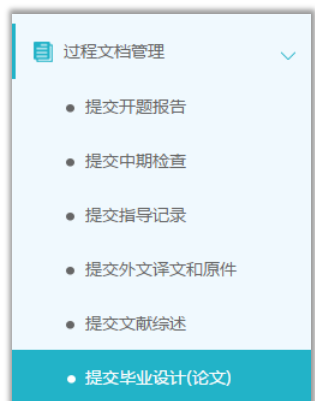 过程文档管理
提交开题报告
提交中期检查
提交指导记录
提交外文译文和原件
提交文献综述
提交毕业设计(论文)